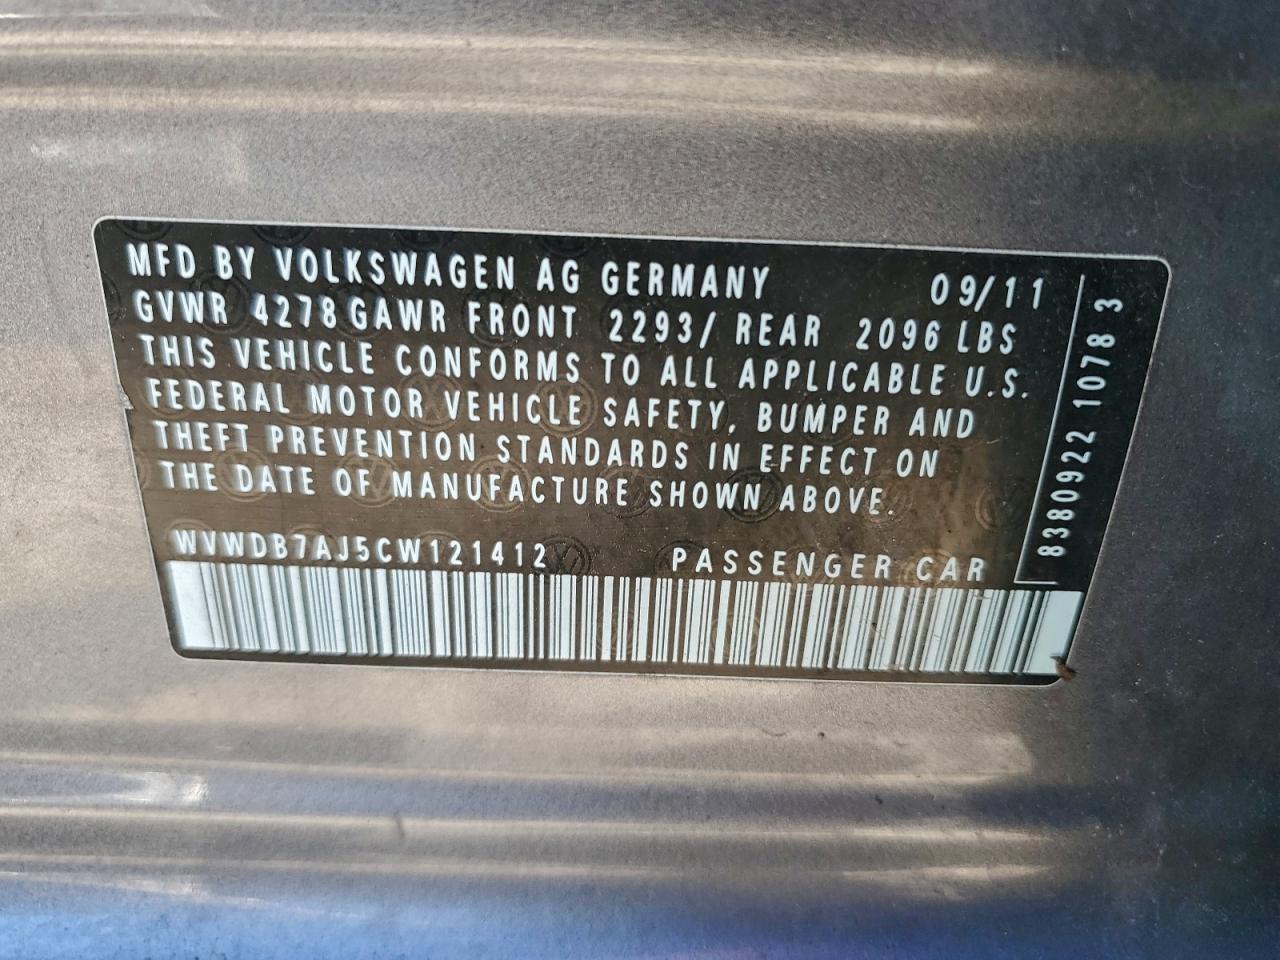 MFD BY VOLKSWAGEN AG GERMANY 09/11
GVWR 4278 GAWR FRONT 2293/ REAR 2096 LBS
THIS VEHICLE CONFORMS TO ALL APPLICABLE U.S.
FEDERAL MOTOR VEHICLE SAFETY, BUMPER AND
THEFT PREVENTION STANDARDS IN EFFECT ON
THE DATE OF MANUFACTURE SHOWN ABOVE.
WVWDB7AJ5CW121412 PASSENGER CAR
8380922 1078 3